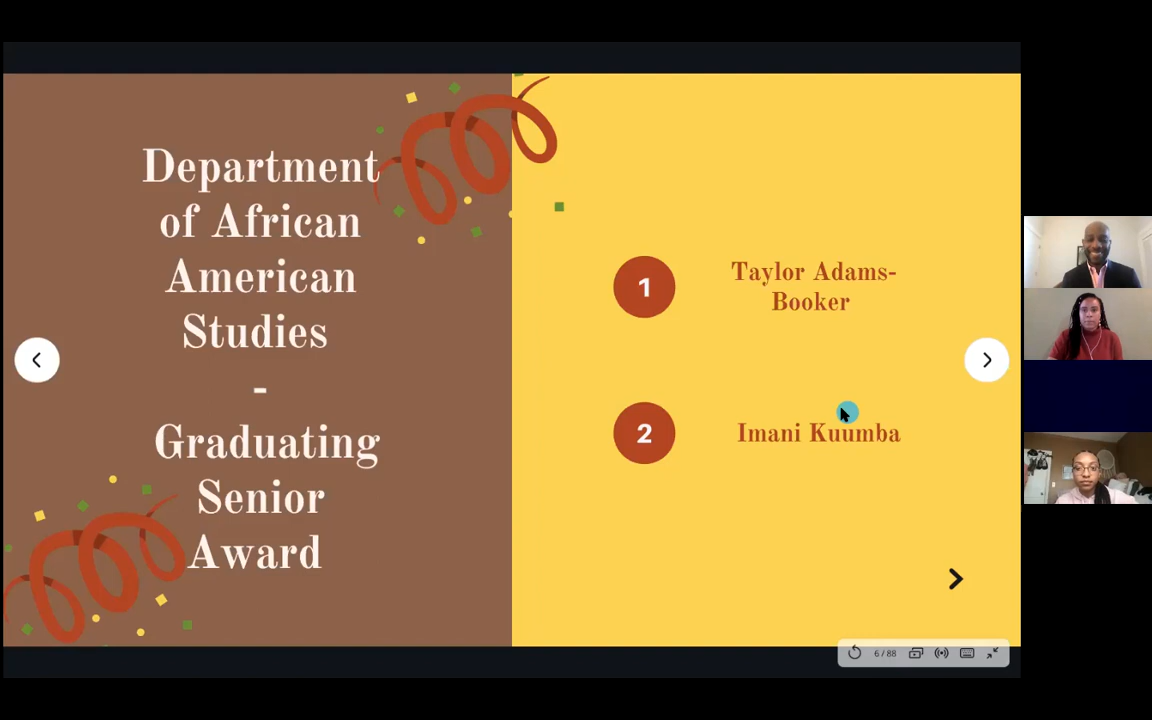 Department
of African
American
Studies
-
Graduating
Senior
Award
1
Taylor Adams-
Booker
2
Imani Kuumba
6 / 88